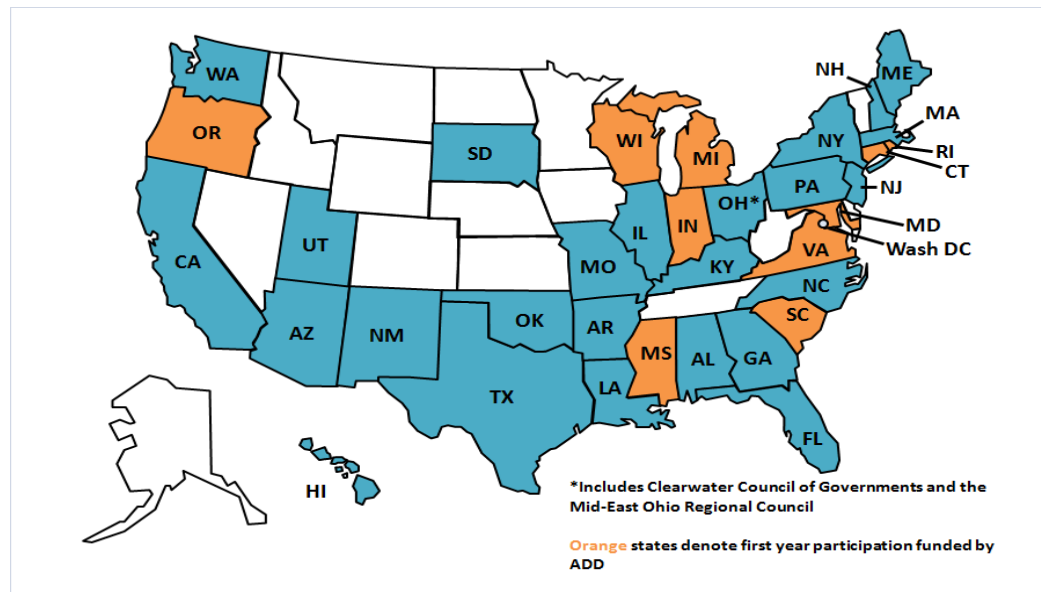 WA
NH
ME
OR
MA
NY
WI
SD
MI
RI
CT
PA
NJ
OH*
UT
IL
IN
MD
CA
KY
VA
Wash DC
MO
NC
AZ
NM
OK
AR
SC
MS
AL
GA
TX
LA
FL
HI
*Includes Clearwater Council of Governments and the
Mid-East Ohio Regional Council
Orange states denote first year participation funded by
ADD